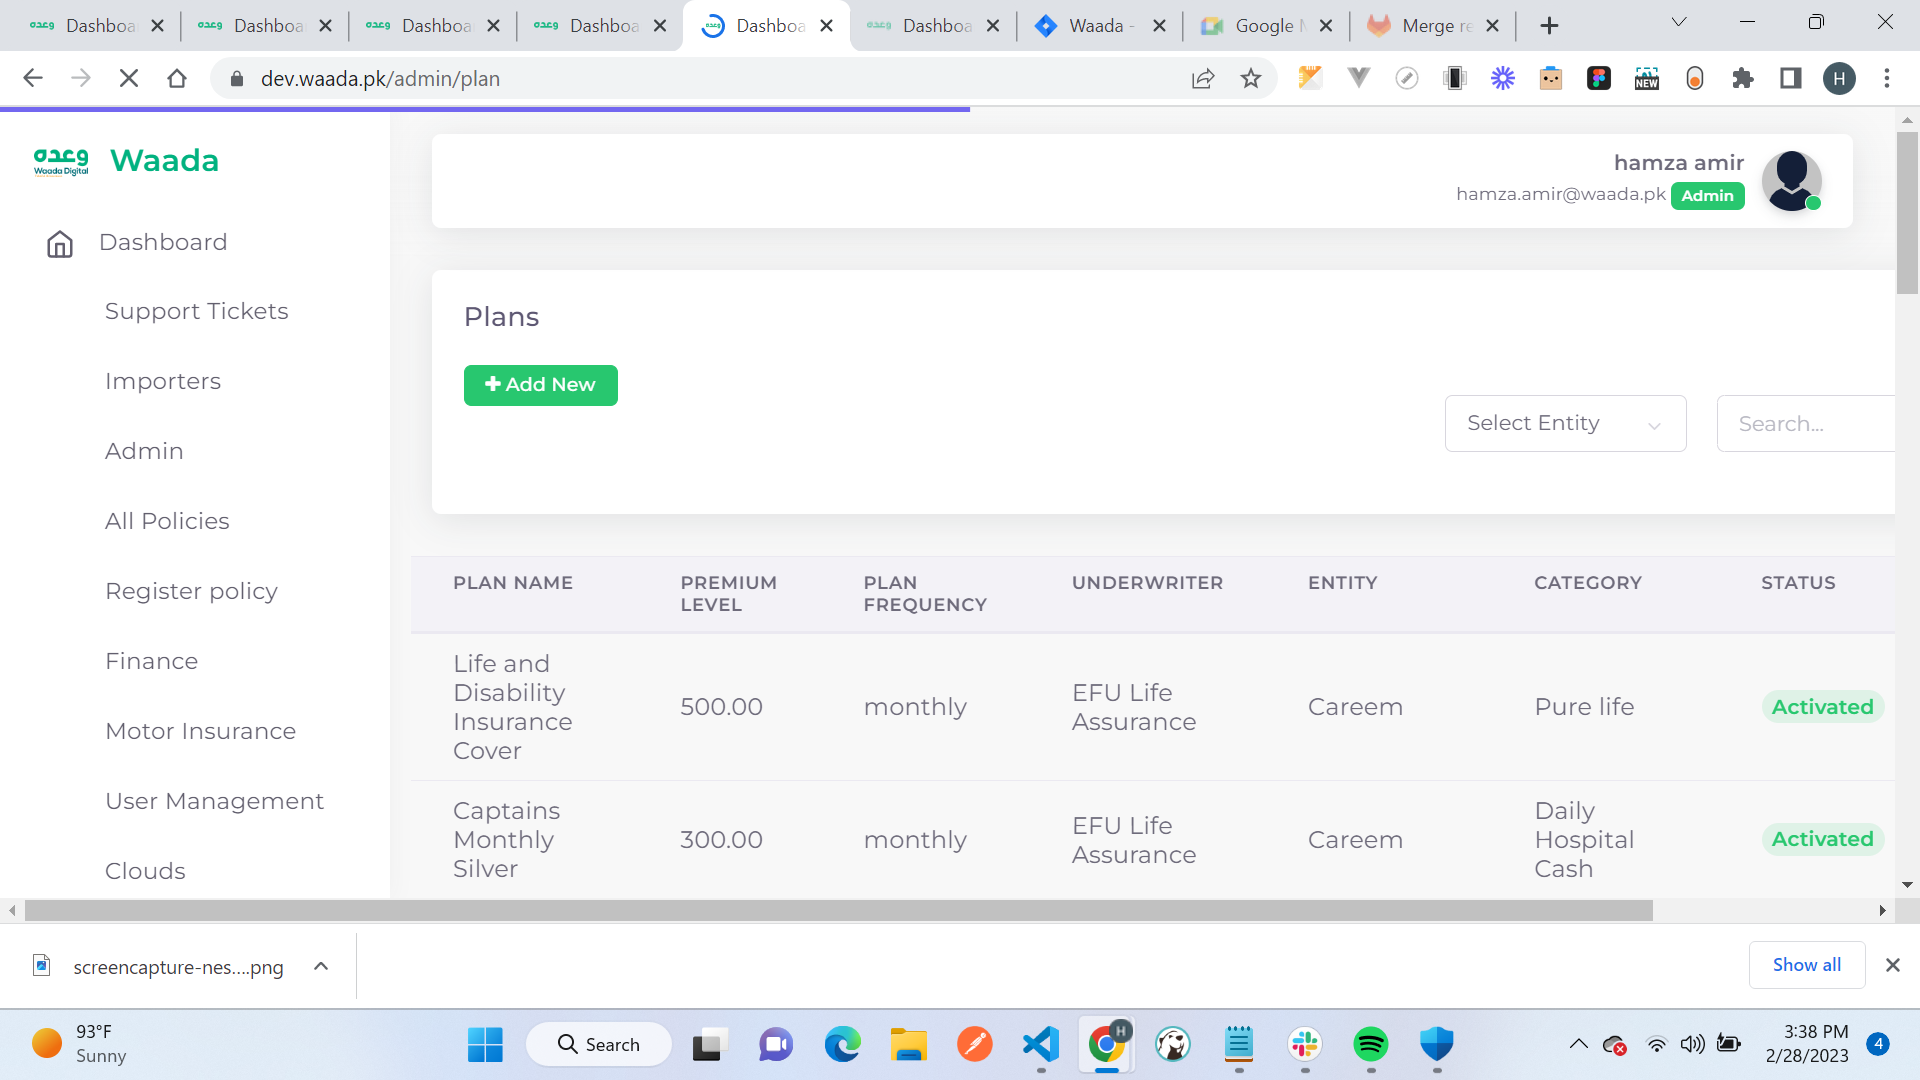 Dashboa
Dashboa
Dashboa
Dashboa
Dashboa
Dashboa
Waada -
Google M
Merge re
dev.waada.pk/admin/plan
NEW
H
وعده
Waada Digital
Waada
hamza amir
hamza.amir@waada.pk Admin
Dashboard
Support Tickets
Importers
Admin
All Policies
Register policy
Finance
Motor Insurance
User Management
Clouds
Plans
Add New
Select Entity
Search...
PLAN NAME
PREMIUM
LEVEL
PLAN
FREQUENCY
UNDERWRITER
ENTITY
CATEGORY
STATUS
Life and
Disability
Insurance
Cover
500.00
monthly
EFU Life
Assurance
Careem
Pure life
Activated
Captains
Monthly
Silver
300.00
monthly
EFU Life
Assurance
Careem
Daily
Hospital
Cash
Activated
screencapture-nes....png
Show all
93°F
Sunny
Search
H
3:38 PM
2/28/2023
4